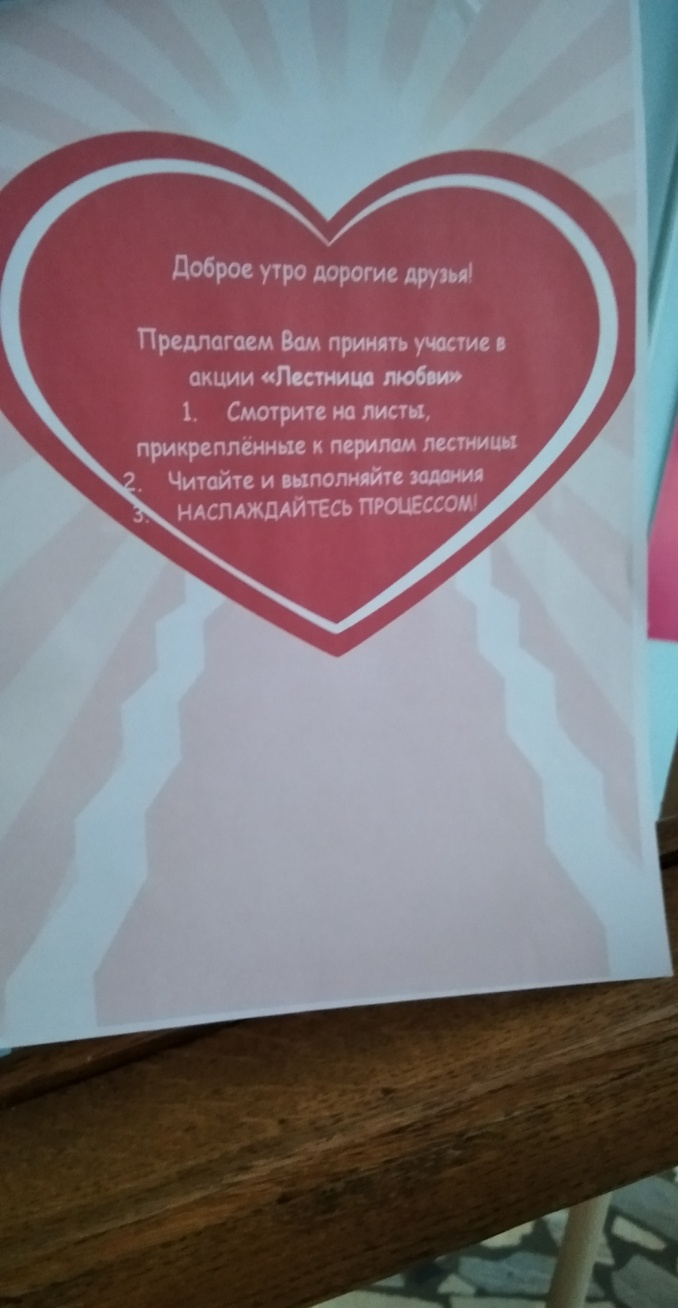 Доброе утро дорогие друзья!
Предлагаем Вам принять участие в
акции «Лестница любви»
1. Смотрите на листы,
прикреплённые к перилам лестницы
2. Читайте и выполняйте задания
3. НАСЛАЖДАЙТЕСЬ ПРОЦЕССОМ!